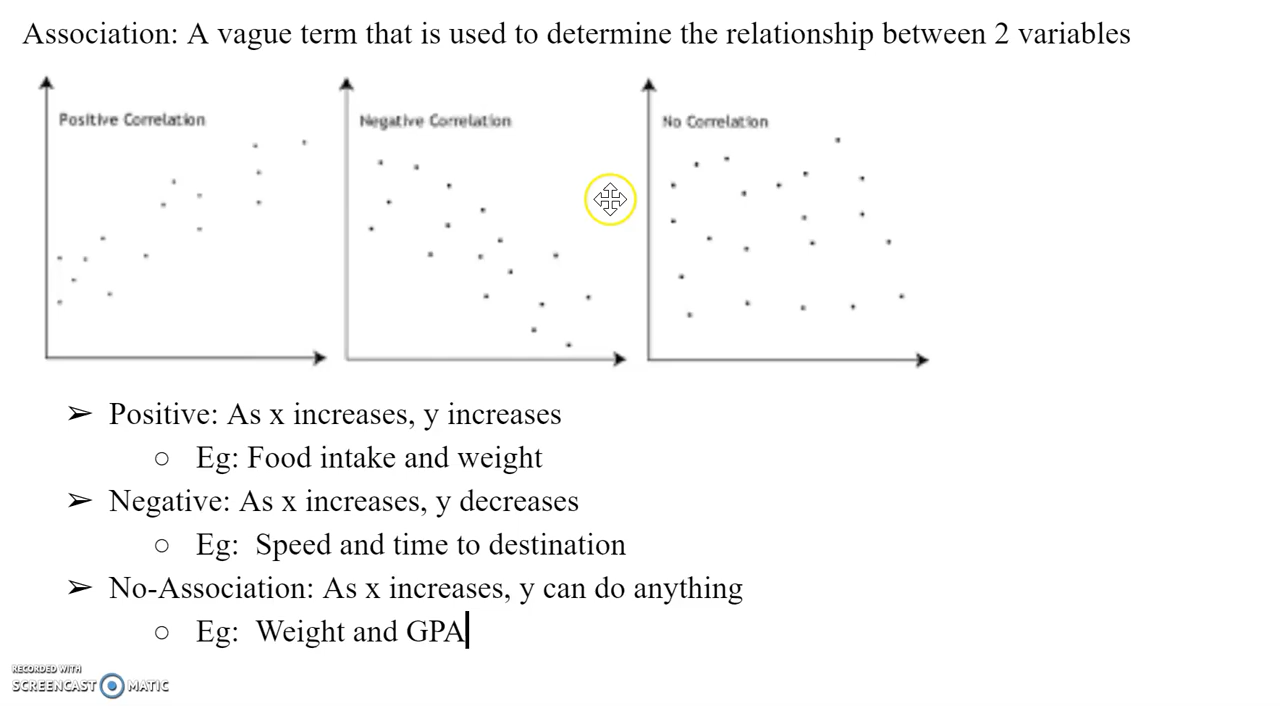 Association: A vague term that is used to determine the relationship between 2 variables
Positive Correlation
Negative Correlation
No Correlation
➢ Positive: As x increases, y increases
○ Eg: Food intake and weight
➢ Negative: As x increases, y decreases
○ Eg:  Speed and time to destination
➢ No-Association: As x increases, y can do anything
○ Eg:  Weight and GPA
RECORDED WITH
SCREENCAST MATIC